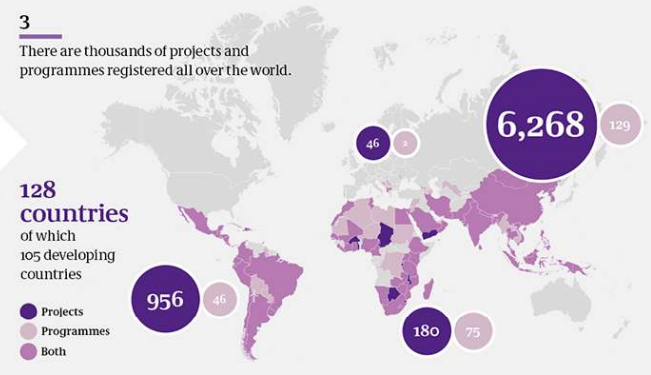 3
There are thousands of projects and
programmes registered all over the world.
6,268
129
46
2
128
countries
of which
105 developing
countries
956
46
Projects
Programmes
Both
180
75